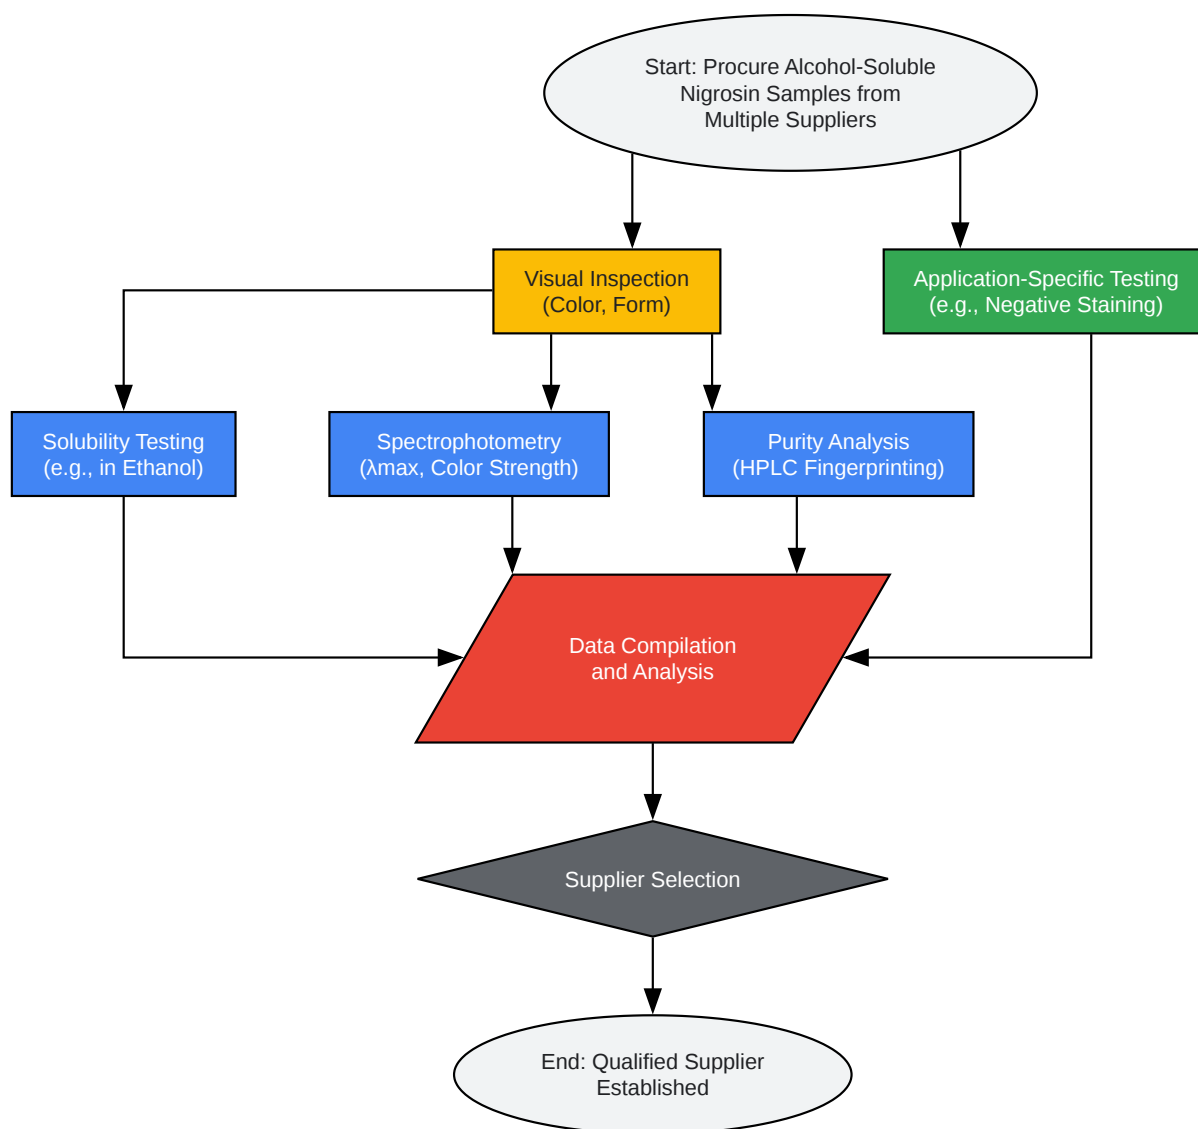 Start: Procure Alcohol-Soluble
Nigrosin Samples from
Multiple Suppliers
Visual Inspection
(Color, Form)
Application-Specific Testing
(e.g., Negative Staining)
Solubility Testing
(e.g., in Ethanol)
Spectrophotometry
(λmax, Color Strength)
Purity Analysis
(HPLC Fingerprinting)
Data Compilation
and Analysis
Supplier Selection
End: Qualified Supplier
Established